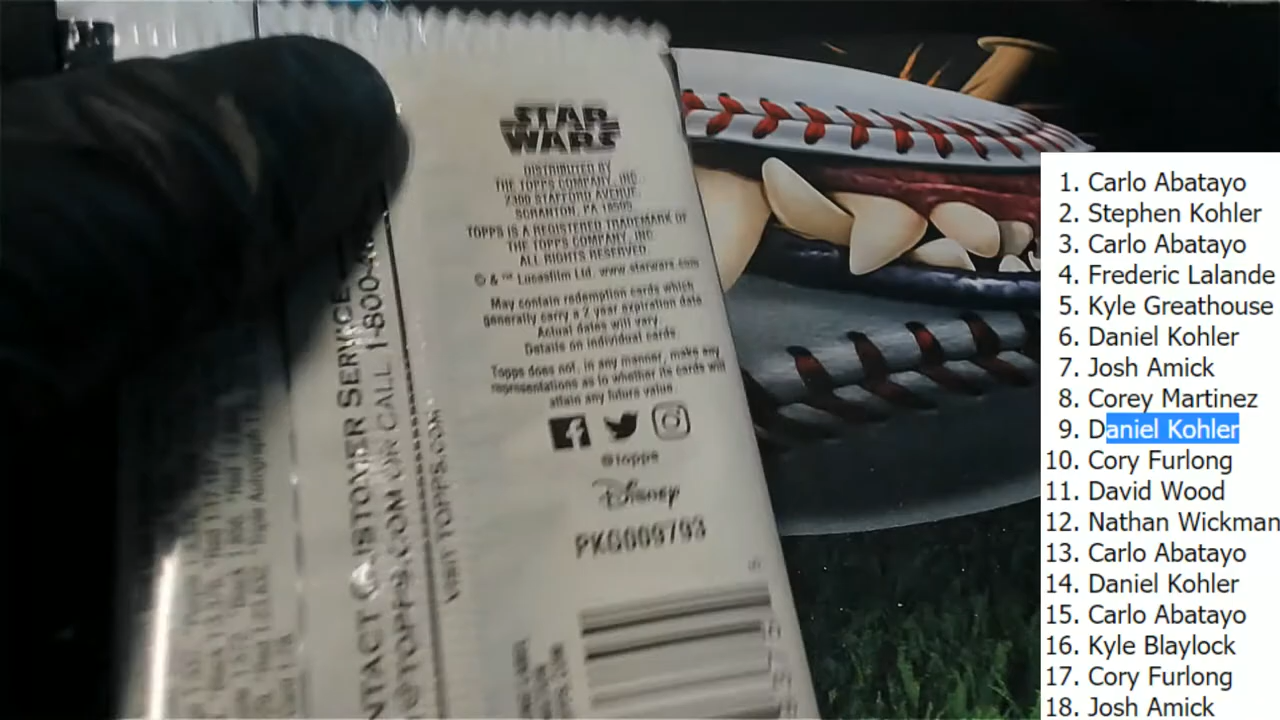 STAR
WARS
DISTRIBUTED BY
THE TOPPS COMPANY, INC.
2300 STAFFORD AVENUE,
SCRANTON, PA 18505
TOPPS IS A REGISTERED TRADEMARK OF
THE TOPPS COMPANY, INC
ALL RIGHTS RESERVED.
© & ™ Lucasfilm Ltd. www.starwars.com
May contain redemption cards which
generally carry a 2 year expiration date
Actual dates will vary
Details on individual cards
Topps does not, in any manner, make any
representations as to whether its cards will
attain any future value
@topps
Disney
PKG009793
CUSTOMER SERVICE
@TOPPS.COM OR CALL 1-800-
VISIT TOPPS.COM
1. Carlo Abatayo
2. Stephen Kohler
3. Carlo Abatayo
4. Frederic Lalande
5. Kyle Greathouse
6. Daniel Kohler
7. Josh Amick
8. Corey Martinez
9. Daniel Kohler
10. Cory Furlong
11. David Wood
12. Nathan Wickman
13. Carlo Abatayo
14. Daniel Kohler
15. Carlo Abatayo
16. Kyle Blaylock
17. Cory Furlong
18. Josh Amick